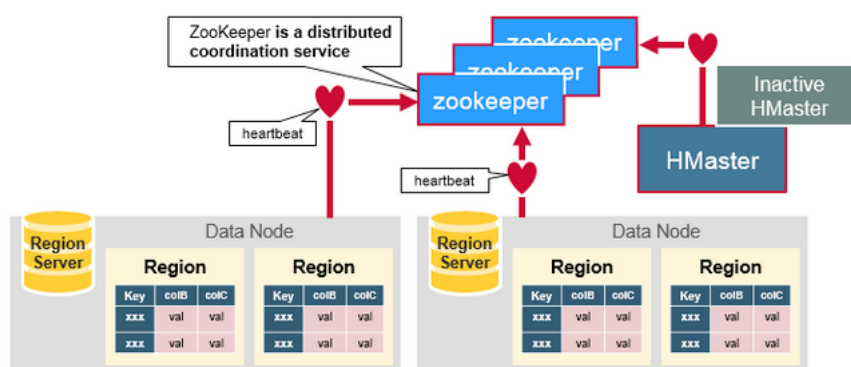 ZooKeeper is a distributed
coordination service
zookeeper
zookeeper
zookeeper
Inactive
HMaster
HMaster
heartbeat
heartbeat
Region
Server
Data Node
Region
Key colB colC
xxx val val
xxx val val
Region
Key colB colC
xxx val val
xxx val val
Region
Server
Data Node
Region
Key colB colC
xxx val val
xxx val val
Region
Key colB colC
xxx val val
xxx val val